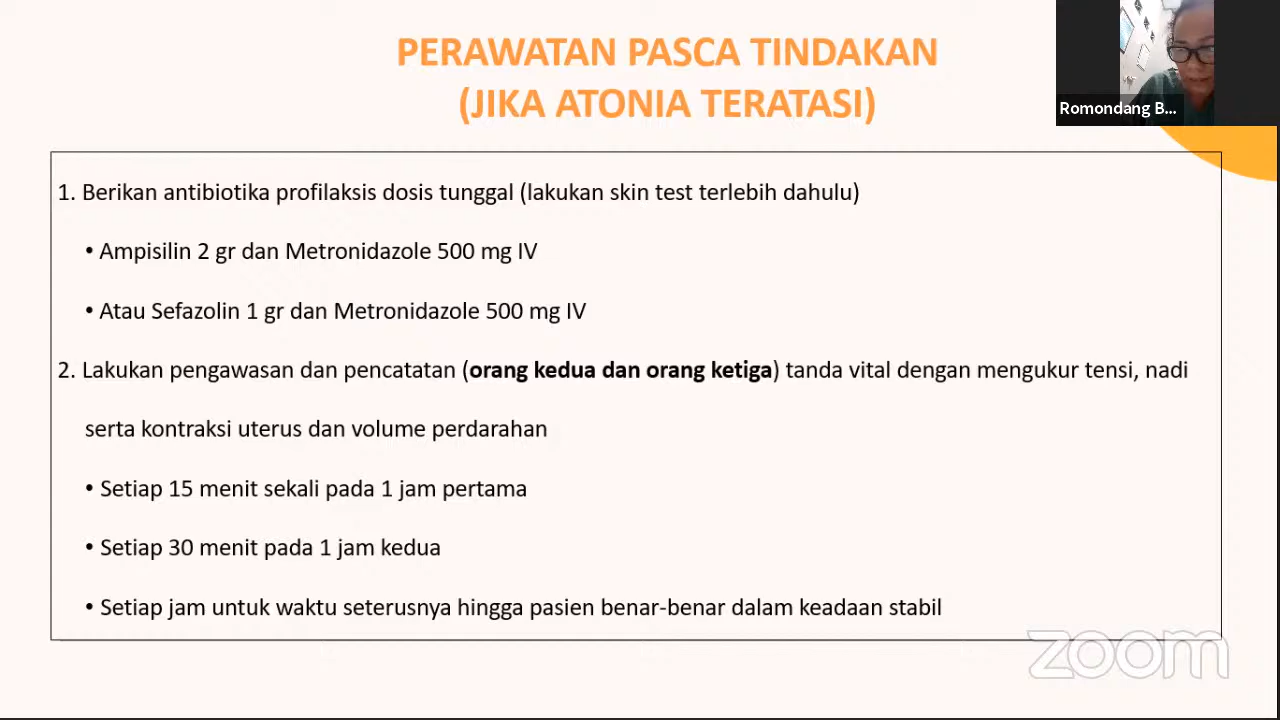 PERAWATAN PASCA TINDAKAN
(JIKA ATONIA TERATASI)
Romondang B...
1. Berikan antibiotika profilaksis dosis tunggal (lakukan skin test terlebih dahulu)
• Ampisilin 2 gr dan Metronidazole 500 mg IV
• Atau Sefazolin 1 gr dan Metronidazole 500 mg IV
2. Lakukan pengawasan dan pencatatan (orang kedua dan orang ketiga) tanda vital dengan mengukur tensi, nadi
serta kontraksi uterus dan volume perdarahan
• Setiap 15 menit sekali pada 1 jam pertama
• Setiap 30 menit pada 1 jam kedua
• Setiap jam untuk waktu seterusnya hingga pasien benar-benar dalam keadaan stabil
zoom